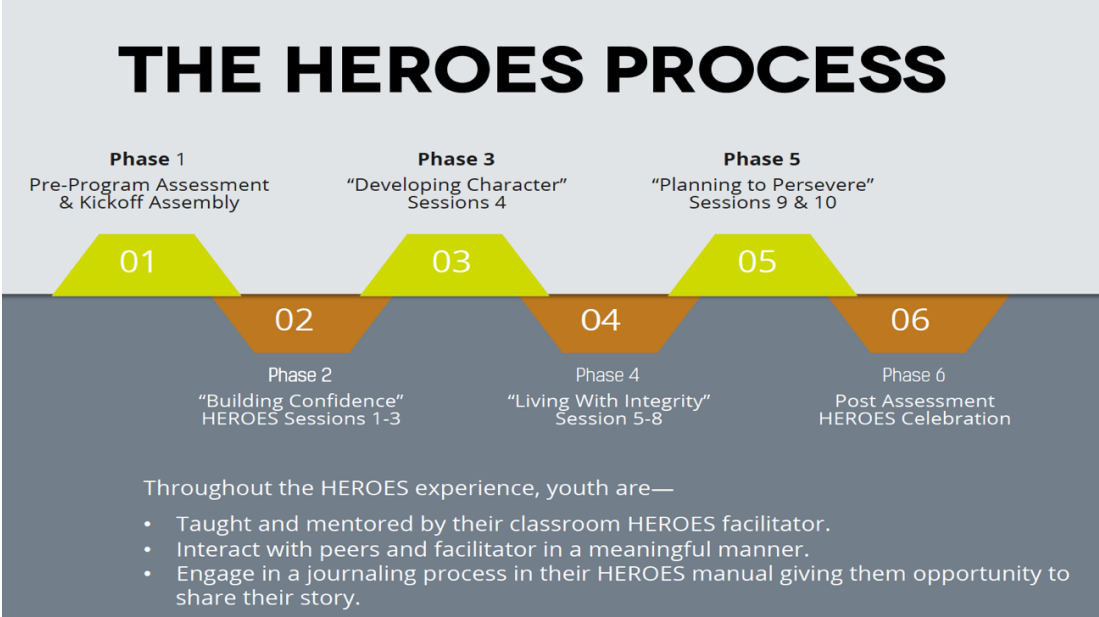 THE HEROES PROCESS
Phase 1
Pre-Program Assessment
& Kickoff Assembly
Phase 3
“Developing Character”
Sessions 4
Phase 5
“Planning to Persevere”
Sessions 9 & 10
01
03
05
02
04
06
Phase 2
“Building Confidence”
HEROES Sessions 1-3
Phase 4
“Living With Integrity”
Session 5-8
Phase 6
Post Assessment
HEROES Celebration
Throughout the HEROES experience, youth are—
• Taught and mentored by their classroom HEROES facilitator.
• Interact with peers and facilitator in a meaningful manner.
• Engage in a journaling process in their HEROES manual giving them opportunity to
share their story.